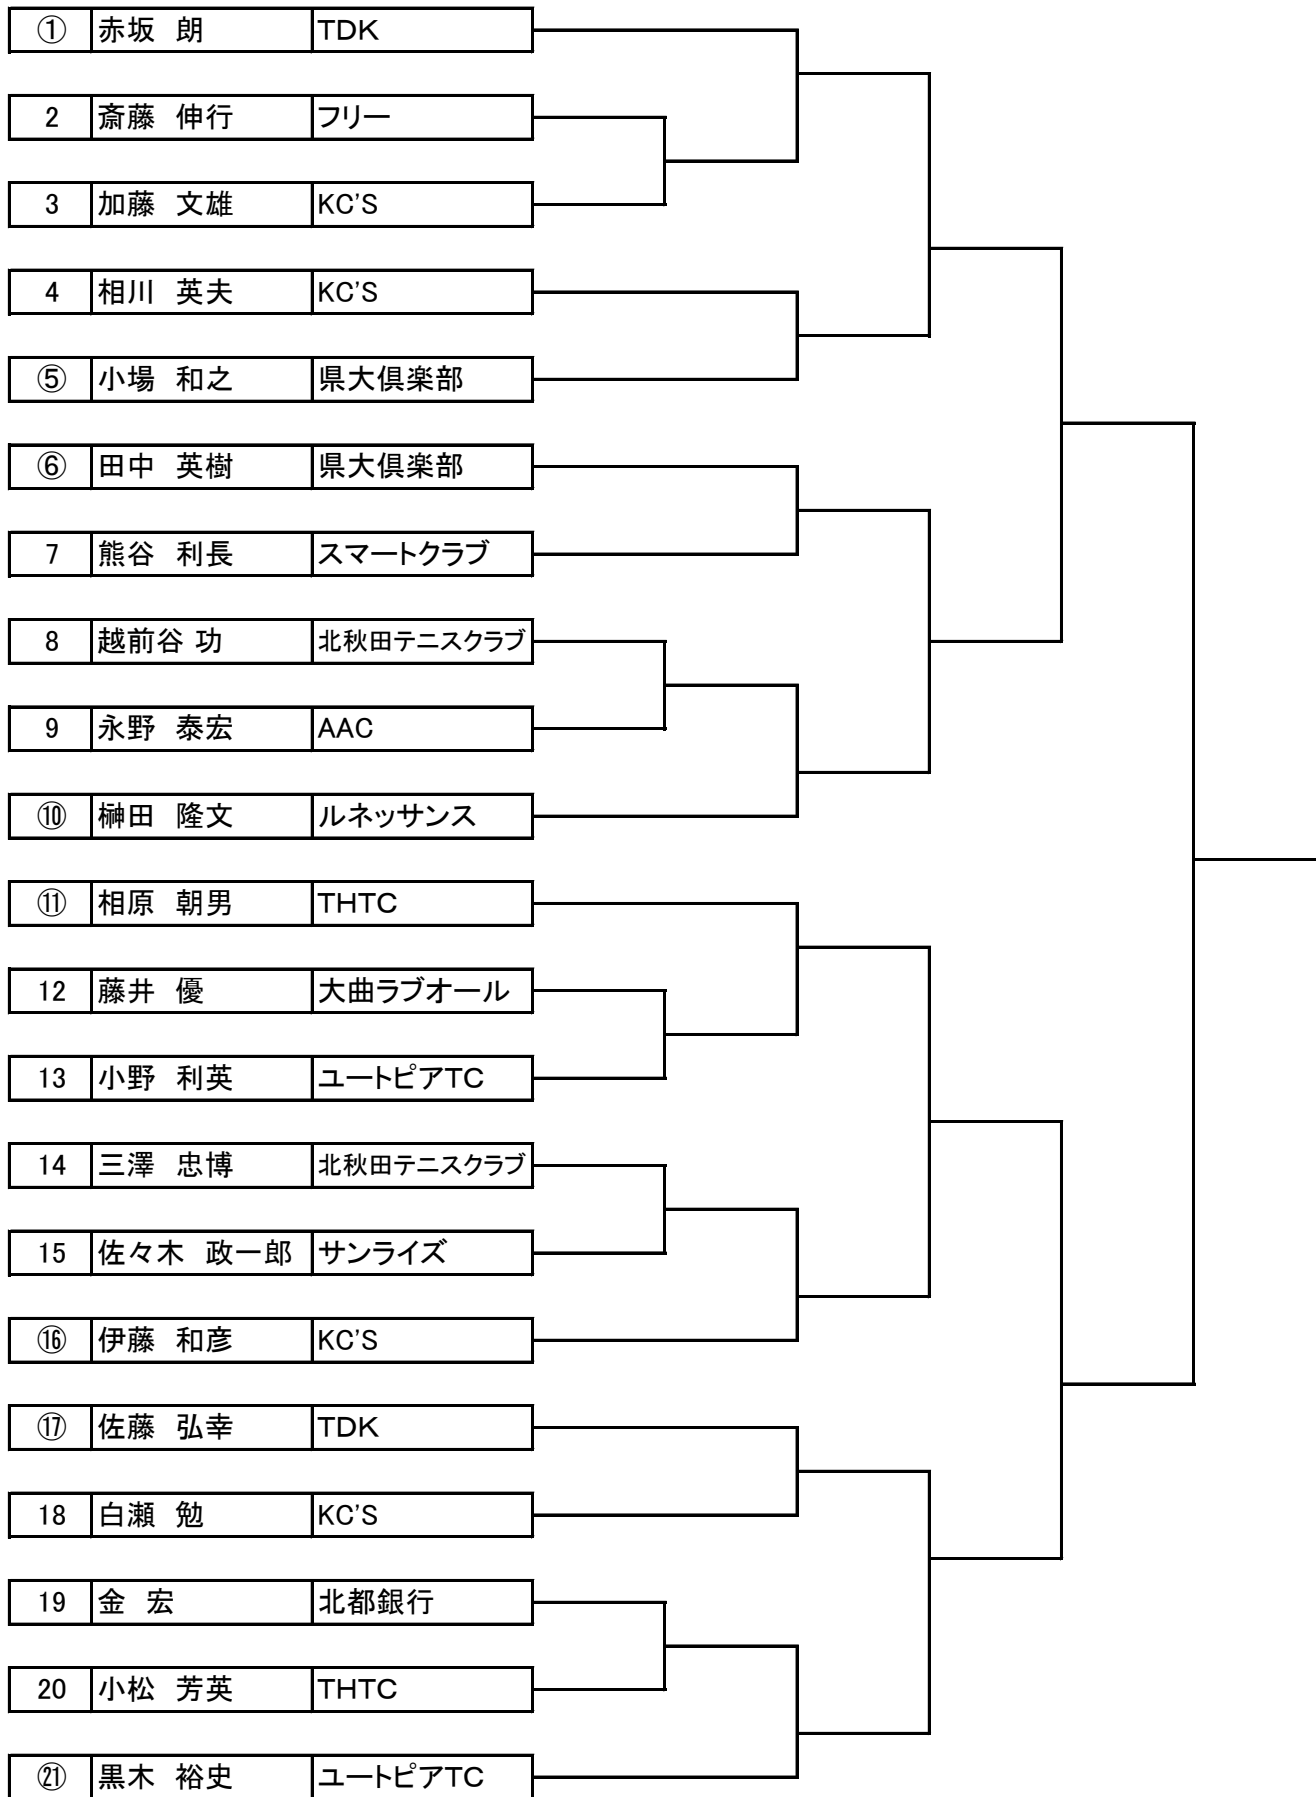 ① 赤坂 朗 TDK
2 斎藤 伸行 フリー
3 加藤 文雄 KC'S
4 相川 英夫 KC'S
⑤ 小場 和之 県大倶楽部
⑥ 田中 英樹 県大倶楽部
7 熊谷 利長 スマートクラブ
8 越前谷 功 北秋田テニスクラブ
9 永野 泰宏 AAC
⑩ 榊田 隆文 ルネッサンス
⑪ 相原 朝男 THTC
12 藤井 優 大曲ラブオール
13 小野 利英 ユートピアTC
14 三澤 忠博 北秋田テニスクラブ
15 佐々木 政一郎 サンライズ
⑯ 伊藤 和彦 KC'S
⑰ 佐藤 弘幸 TDK
18 白瀬 勉 KC'S
19 金 宏 北都銀行
20 小松 芳英 THTC
㉑ 黒木 裕史 ユートピアTC